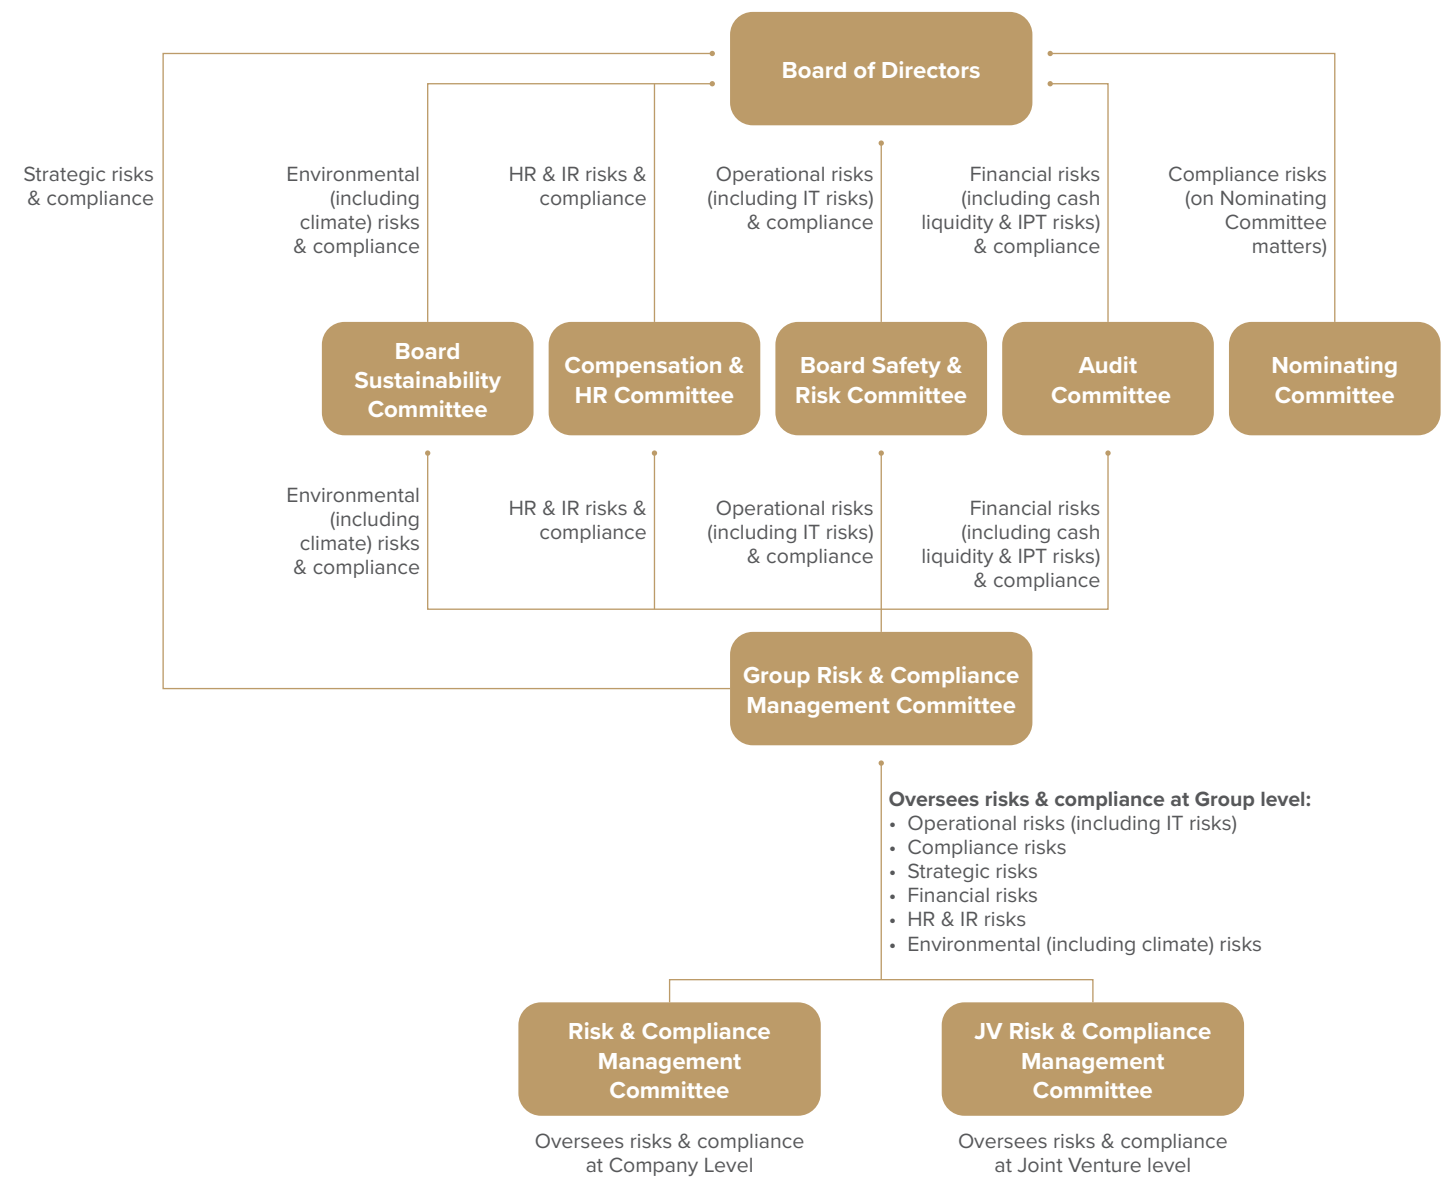 Board of Directors
Strategic risks
& compliance
Environmental
(including
climate) risks
& compliance
HR & IR risks &
compliance
Operational risks
(including IT risks)
& compliance
Financial risks
(including cash
liquidity & IPT risks)
& compliance
Compliance risks
(on Nominating
Committee
matters)
Board
Sustainability
Committee
Compensation &
HR Committee
Board Safety &
Risk Committee
Audit
Committee
Nominating
Committee
Environmental
(including
climate) risks
& compliance
HR & IR risks &
compliance
Operational risks
(including IT risks)
& compliance
Financial risks
(including cash
liquidity & IPT risks)
& compliance
Group Risk & Compliance
Management Committee
Oversees risks & compliance at Group level:
• Operational risks (including IT risks)
• Compliance risks
• Strategic risks
• Financial risks
• HR & IR risks
• Environmental (including climate) risks
Risk & Compliance
Management
Committee
Oversees risks & compliance
at Company Level
JV Risk & Compliance
Management
Committee
Oversees risks & compliance
at Joint Venture level